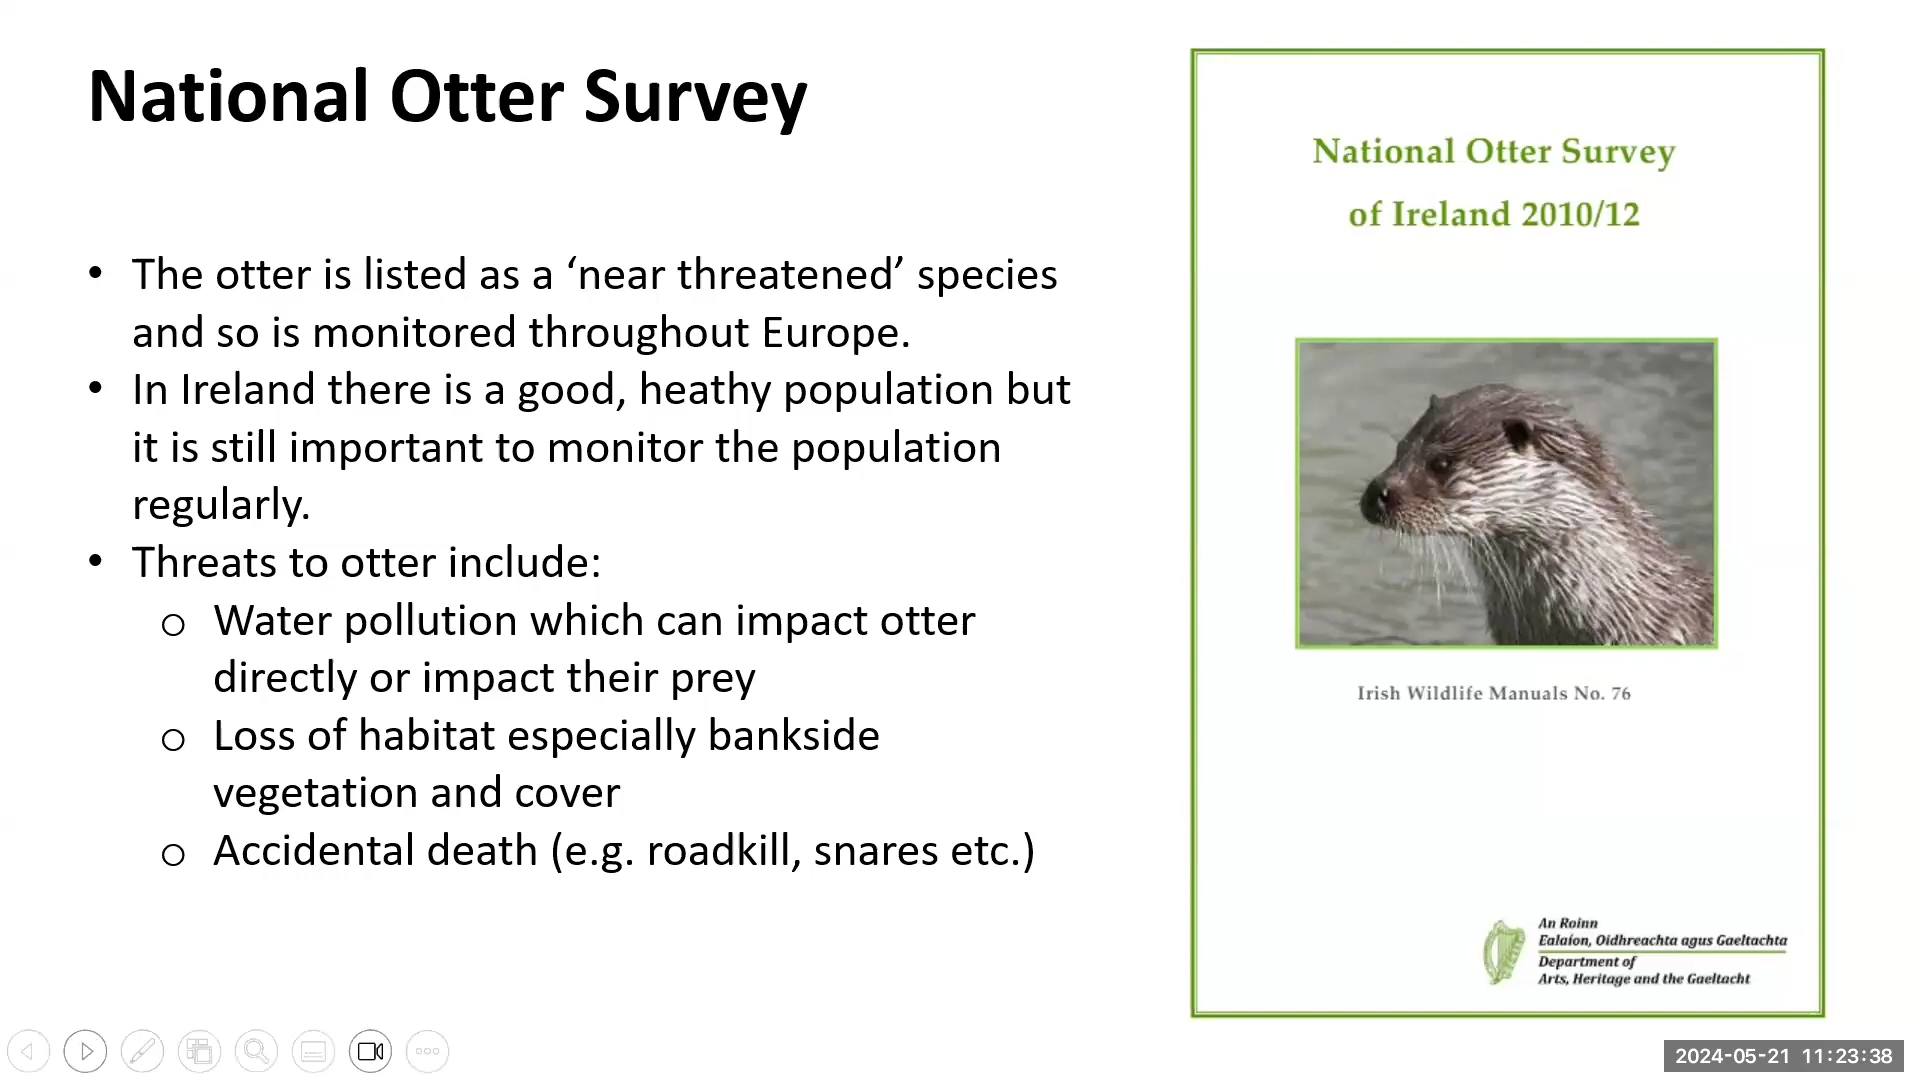 National Otter Survey
• The otter is listed as a ‘near threatened’ species
and so is monitored throughout Europe.
• In Ireland there is a good, heathy population but
it is still important to monitor the population
regularly.
• Threats to otter include:
o Water pollution which can impact otter
directly or impact their prey
o Loss of habitat especially bankside
vegetation and cover
o Accidental death (e.g. roadkill, snares etc.)
National Otter Survey
of Ireland 2010/12
Irish Wildlife Manuals No. 76
An Roinn
Ealaíon, Oidhreachta agus Gaeltachta
Department of
Arts, Heritage and the Gaeltacht
2024-05-21 11:23:38